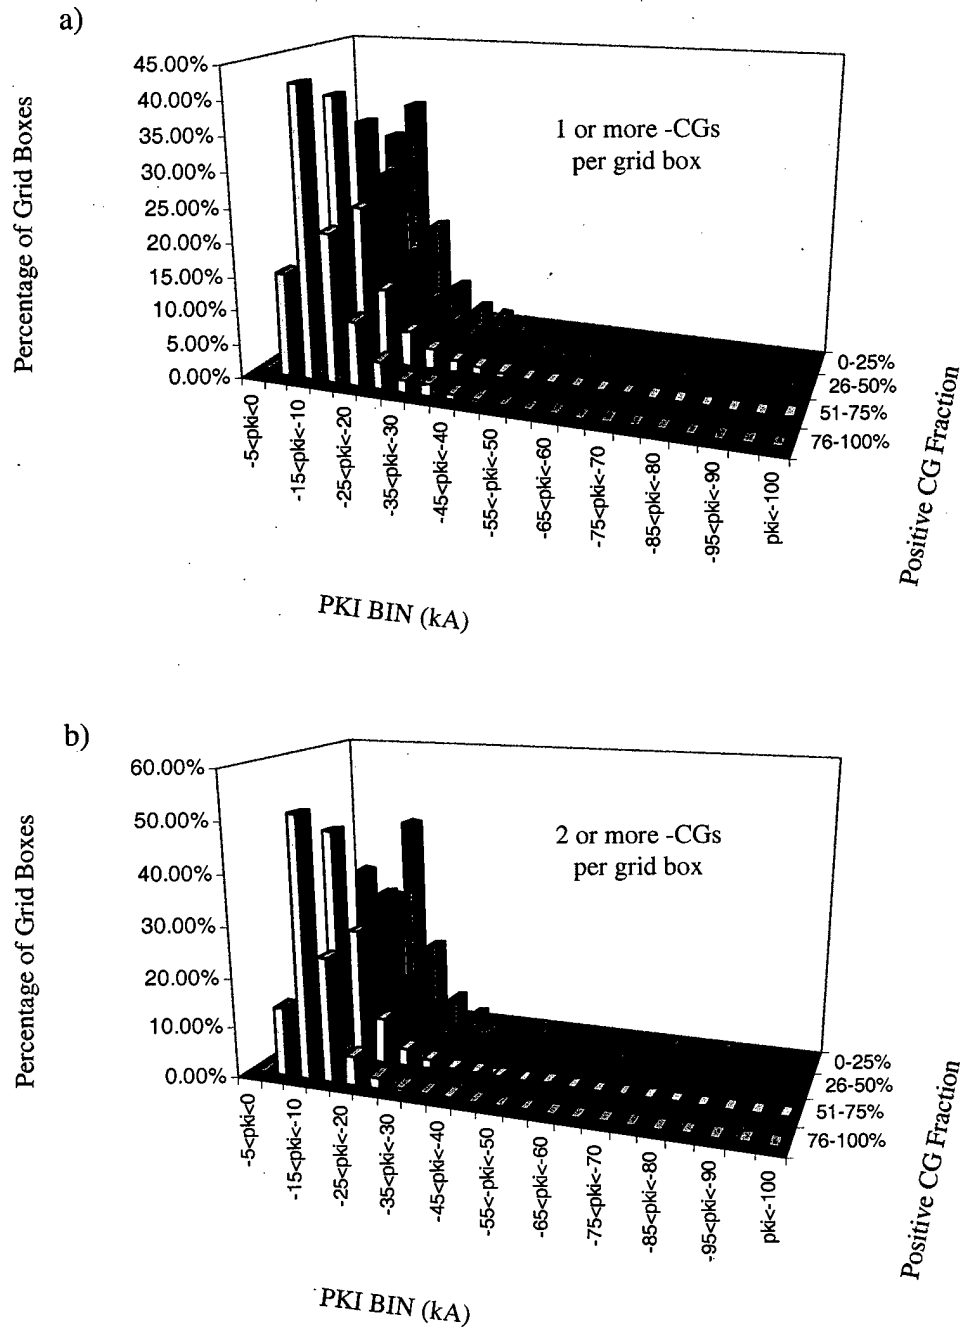 a)
45.00%
40.00%
35.00%
30.00%
25.00%
20.00%
15.00%
10.00%
5.00%
0.00%
Percentage of Grid Boxes
1 or more -CGs
per grid box
0-25%
26-50%
51-75%
76-100%
Positive CG Fraction
-5<pki<0
-15<pki<-10
-25<pki<-20
-35<pki<-30
-45<pki<-40
-55<-pki<-50
-65<pki<-60
-75<pki<-70
-85<pki<-80
-95<pki<-90
pki<-100
PKI BIN (kA)
b)
60.00%
50.00%
40.00%
30.00%
20.00%
10.00%
0.00%
Percentage of Grid Boxes
2 or more -CGs
per grid box
0-25%
26-50%
51-75%
76-100%
Positive CG Fraction
-5<pki<0
-15<pki<-10
-25<pki<-20
-35<pki<-30
-45<pki<-40
-55<-pki<-50
-65<pki<-60
-75<pki<-70
-85<pki<-80
-95<pki<-90
pki<-100
PKI BIN (kA)